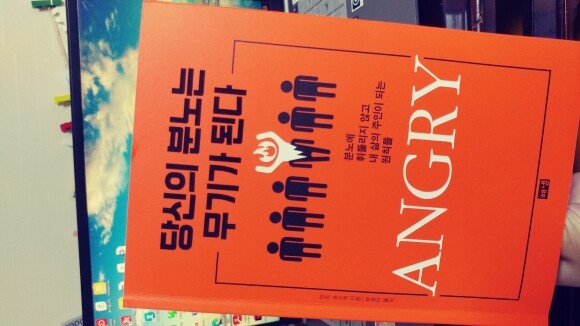 당신의 분노는
무기가 된다
분노에
휘둘리지 않고
내 삶의 주인이 되는
원칙들
ANGRY